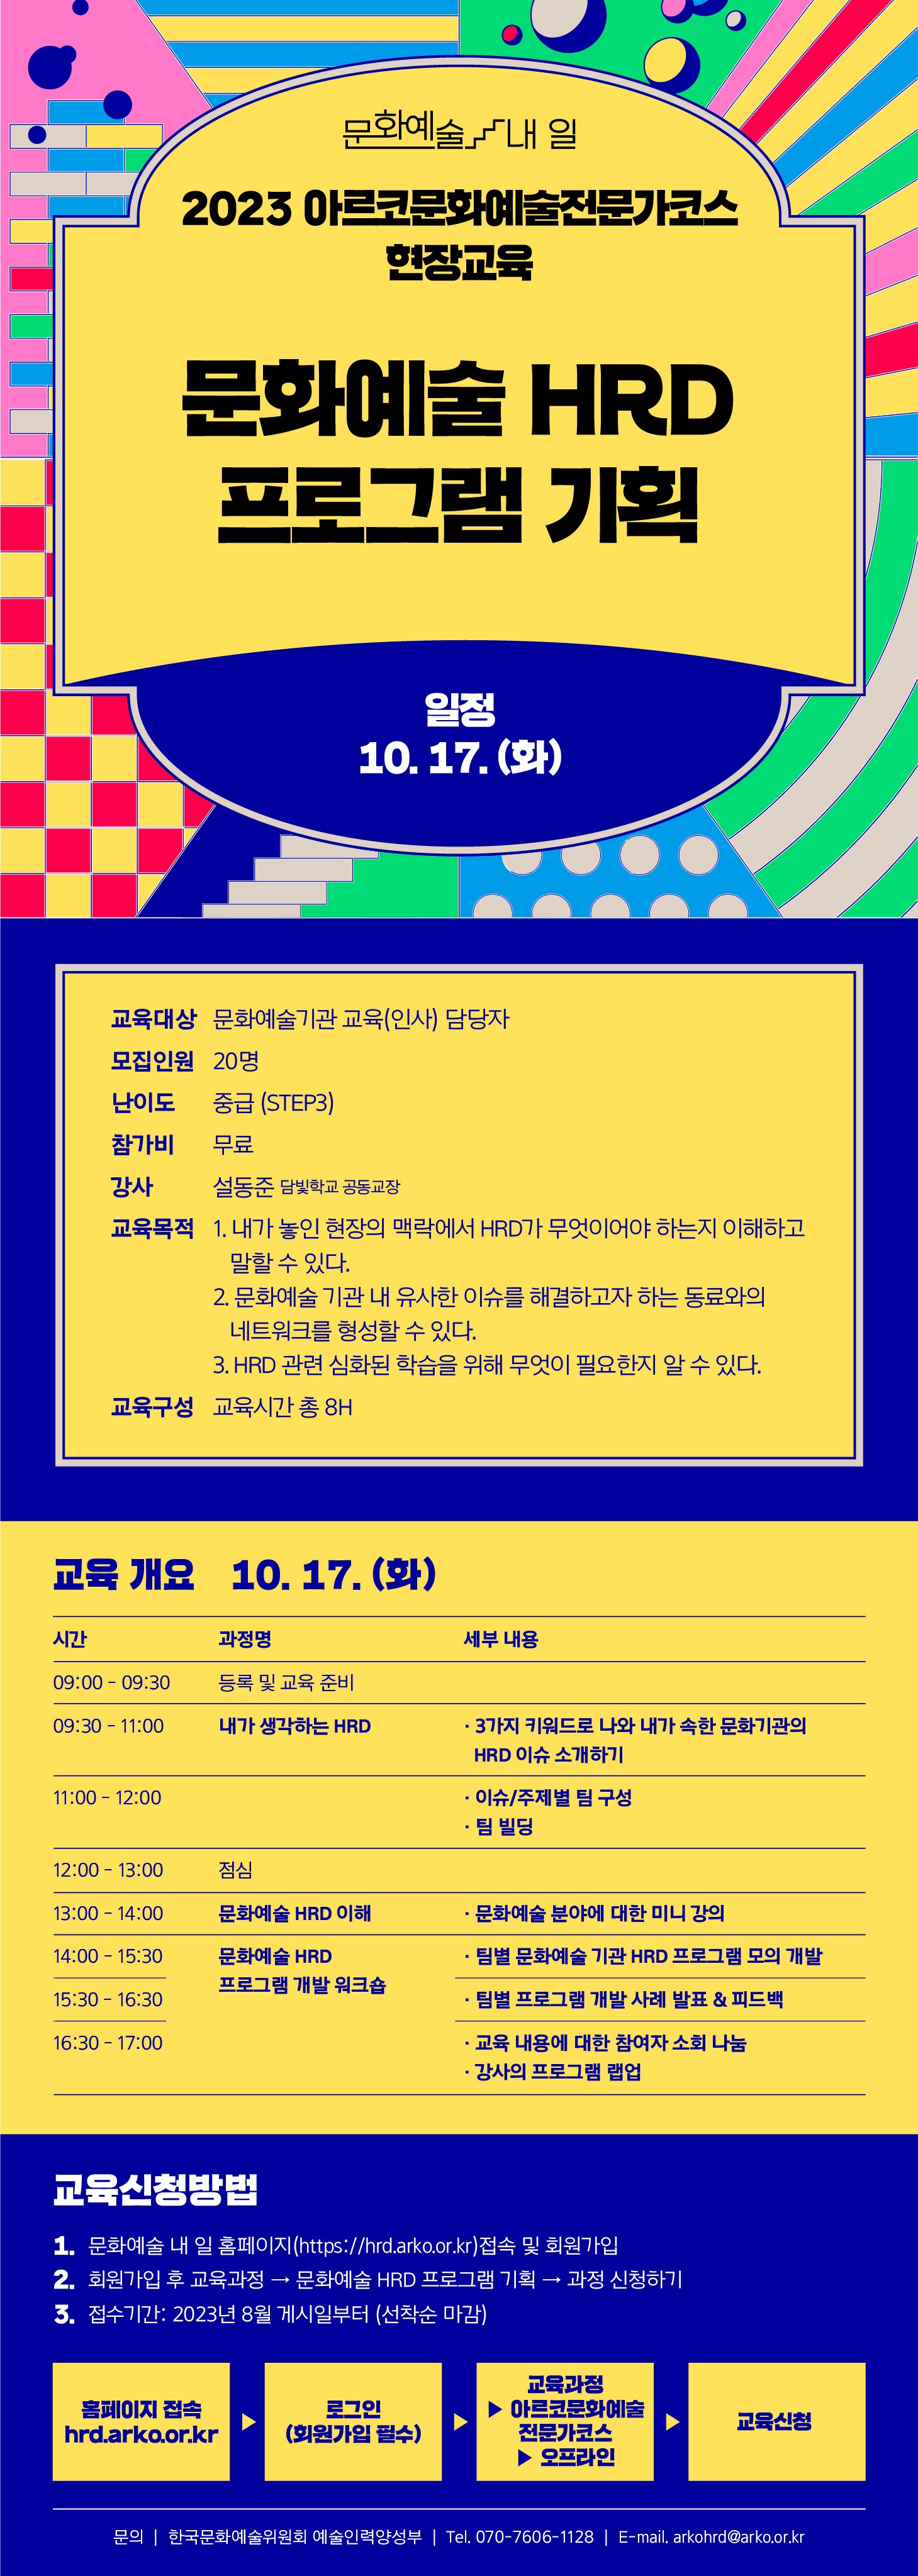 문화예술 내 일
2023 아르코문화예술전문가코스
현장교육
문화예술 HRD
프로그램 기획
일정
10. 17. (화)
교육대상 문화예술기관 교육(인사) 담당자
모집인원 20명
난이도 중급 (STEP3)
참가비 무료
강사 설동준 담빛학교 공동교장
교육목적 1. 내가 놓인 현장의 맥락에서 HRD가 무엇이어야 하는지 이해하고
말할 수 있다.
2. 문화예술 기관 내 유사한 이슈를 해결하고자 하는 동료와의
네트워크를 형성할 수 있다.
3. HRD 관련 심화된 학습을 위해 무엇이 필요한지 알 수 있다.
교육구성 교육시간 총 8H
교육 개요 10. 17. (화)
시간 과정명 세부 내용
09:00 - 09:30 등록 및 교육 준비
09:30 - 11:00 내가 생각하는 HRD · 3가지 키워드로 나와 내가 속한 문화기관의
HRD 이슈 소개하기
11:00 - 12:00 · 이슈/주제별 팀 구성
· 팀 빌딩
12:00 - 13:00 점심
13:00 - 14:00 문화예술 HRD 이해 · 문화예술 분야에 대한 미니 강의
14:00 - 15:30 문화예술 HRD · 팀별 문화예술 기관 HRD 프로그램 모의 개발
프로그램 개발 워크숍
15:30 - 16:30 · 팀별 프로그램 개발 사례 발표 & 피드백
16:30 - 17:00 · 교육 내용에 대한 참여자 소회 나눔
· 강사의 프로그램 랩업
교육신청방법
1. 문화예술 내 일 홈페이지(https://hrd.arko.or.kr)접속 및 회원가입
2. 회원가입 후 교육과정 → 문화예술 HRD 프로그램 기획 → 과정 신청하기
3. 접수기간: 2023년 8월 게시일부터 (선착순 마감)
홈페이지 접속
hrd.arko.or.kr
▶
로그인
(회원가입 필수)
▶
교육과정
▶ 아르코문화예술
전문가코스
▶ 오프라인
▶
교육신청
문의 | 한국문화예술위원회 예술인력양성부 | Tel. 070-7606-1128 | E-mail. arkohrd@arko.or.kr